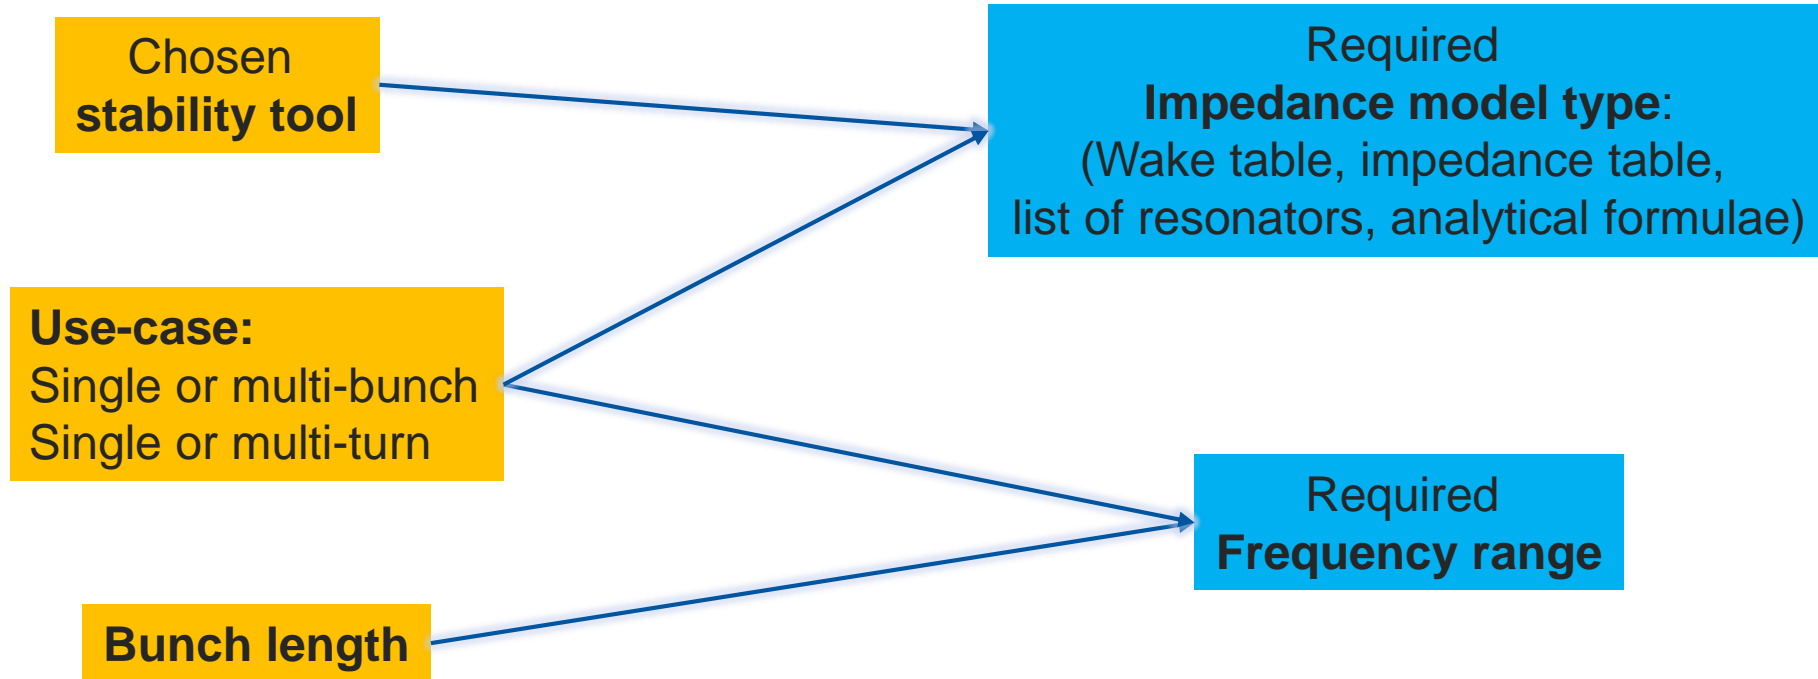 Chosen
stability tool
Required
Impedance model type:
(Wake table, impedance table,
list of resonators, analytical formulae)
Use-case:
Single or multi-bunch
Single or multi-turn
Required
Frequency range
Bunch length